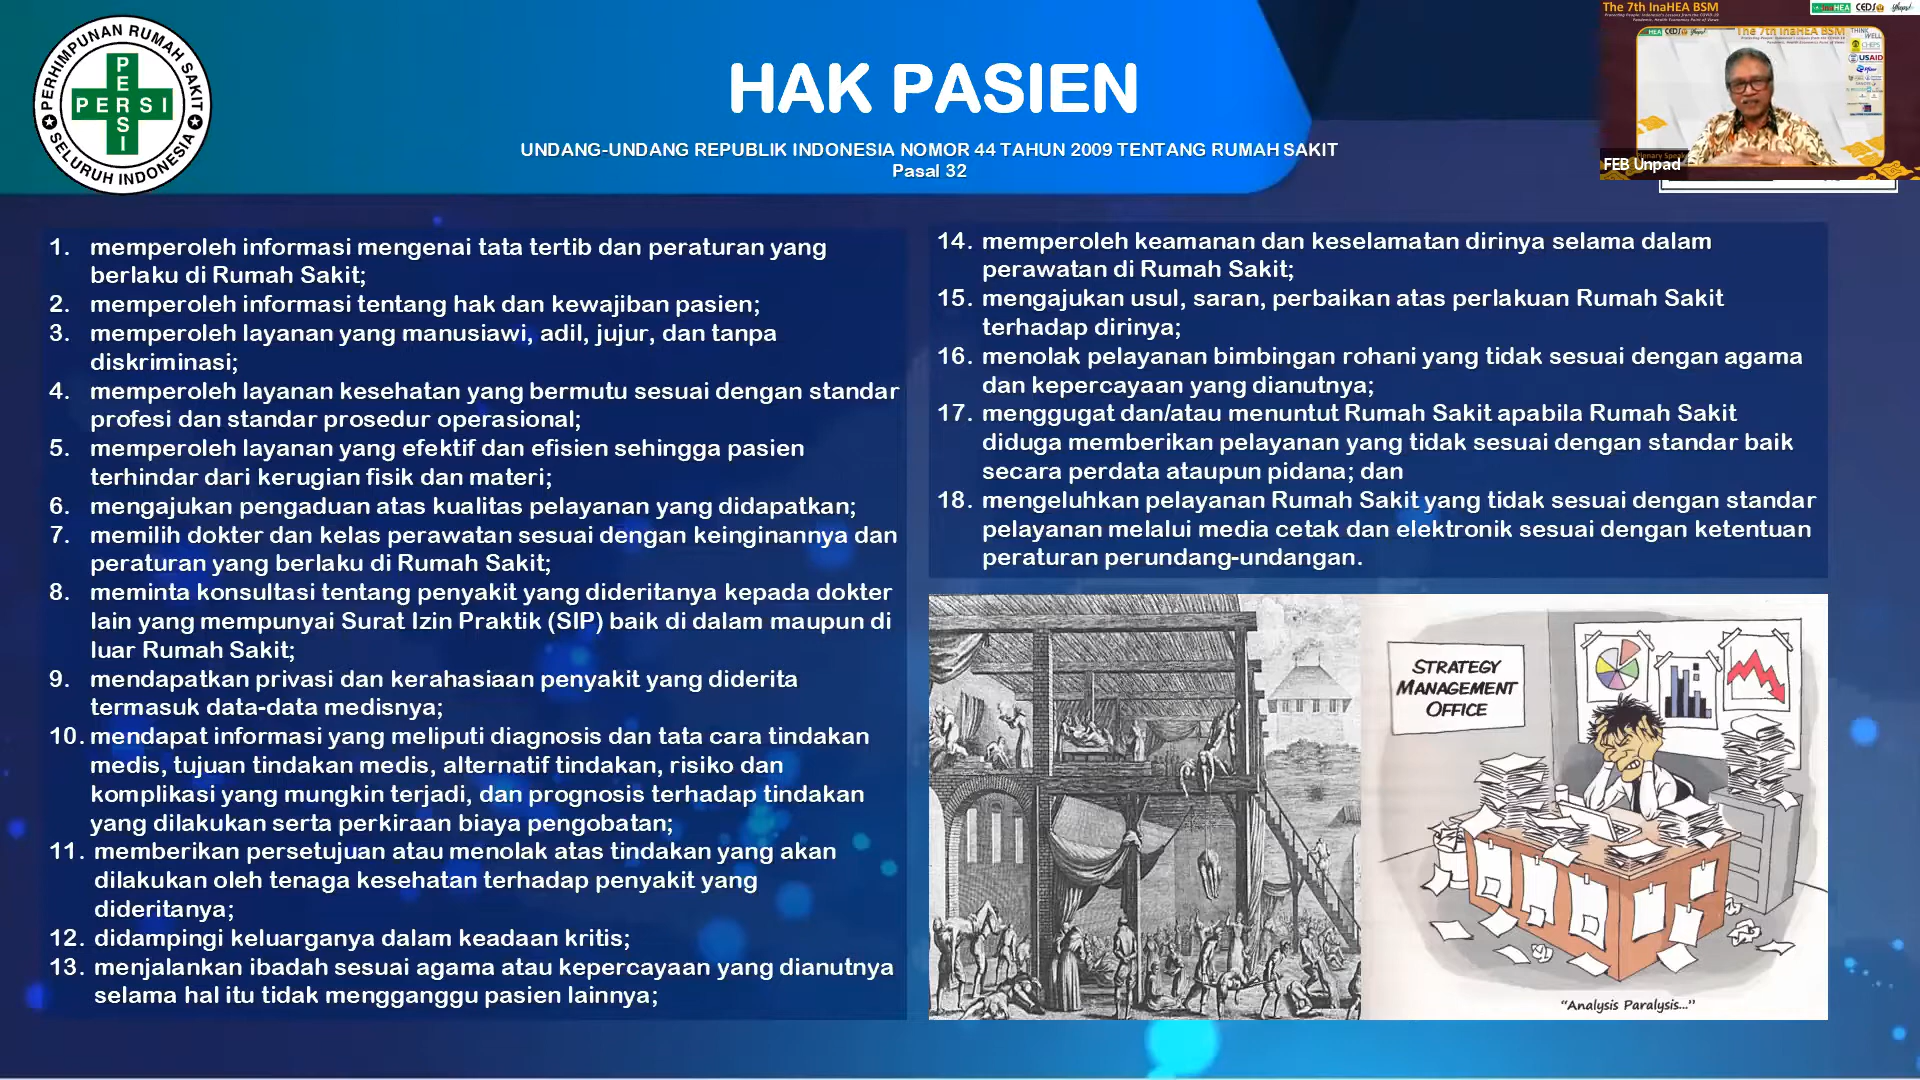 PERHIMPUNAN RUMAH SAKIT
PERSI
PERSI
SELURUH INDONESIA
HAK PASIEN
UNDANG-UNDANG REPUBLIK INDONESIA NOMOR 44 TAHUN 2009 TENTANG RUMAH SAKIT
Pasal 32
The 7th InaHEA BSM
CEDS
The 7th InaHEA BSM
HEA CEDS
THINK
WELL
CHEPS
USAID
FEB Unpad
1. memperoleh informasi mengenai tata tertib dan peraturan yang
berlaku di Rumah Sakit;
2. memperoleh informasi tentang hak dan kewajiban pasien;
3. memperoleh layanan yang manusiawi, adil, jujur, dan tanpa
diskriminasi;
4. memperoleh layanan kesehatan yang bermutu sesuai dengan standar
profesi dan standar prosedur operasional;
5. memperoleh layanan yang efektif dan efisien sehingga pasien
terhindar dari kerugian fisik dan materi;
6. mengajukan pengaduan atas kualitas pelayanan yang didapatkan;
7. memilih dokter dan kelas perawatan sesuai dengan keinginannya dan
peraturan yang berlaku di Rumah Sakit;
8. meminta konsultasi tentang penyakit yang dideritanya kepada dokter
lain yang mempunyai Surat Izin Praktik (SIP) baik di dalam maupun di
luar Rumah Sakit;
9. mendapatkan privasi dan kerahasiaan penyakit yang diderita
termasuk data-data medisnya;
10. mendapat informasi yang meliputi diagnosis dan tata cara tindakan
medis, tujuan tindakan medis, alternatif tindakan, risiko dan
komplikasi yang mungkin terjadi, dan prognosis terhadap tindakan
yang dilakukan serta perkiraan biaya pengobatan;
11. memberikan persetujuan atau menolak atas tindakan yang akan
dilakukan oleh tenaga kesehatan terhadap penyakit yang
dideritanya;
12. didampingi keluarganya dalam keadaan kritis;
13. menjalankan ibadah sesuai agama atau kepercayaan yang dianutnya
selama hal itu tidak mengganggu pasien lainnya;
14. memperoleh keamanan dan keselamatan dirinya selama dalam
perawatan di Rumah Sakit;
15. mengajukan usul, saran, perbaikan atas perlakuan Rumah Sakit
terhadap dirinya;
16. menolak pelayanan bimbingan rohani yang tidak sesuai dengan agama
dan kepercayaan yang dianutnya;
17. menggugat dan/atau menuntut Rumah Sakit apabila Rumah Sakit
diduga memberikan pelayanan yang tidak sesuai dengan standar baik
secara perdata ataupun pidana; dan
18. mengeluhkan pelayanan Rumah Sakit yang tidak sesuai dengan standar
pelayanan melalui media cetak dan elektronik sesuai dengan ketentuan
peraturan perundang-undangan.
STRATEGY
MANAGEMENT
OFFICE
"Analysis Paralysis..."